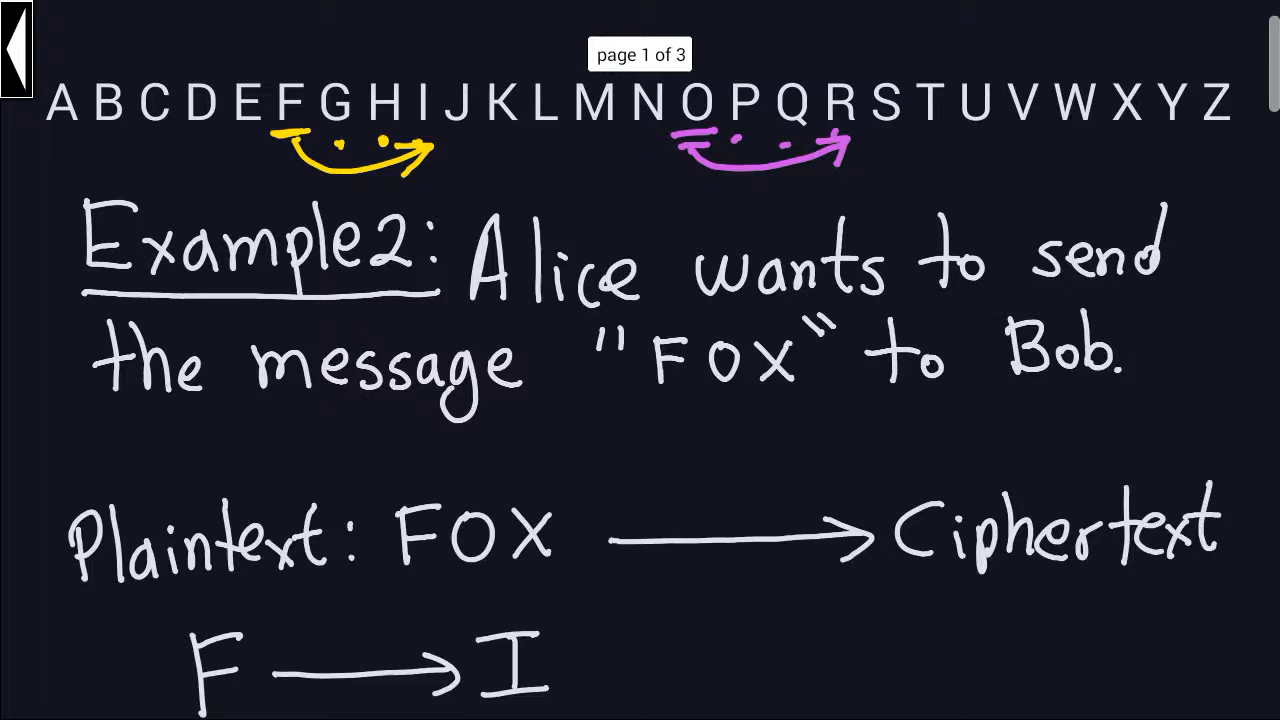 page 1 of 3
A B C D E F G H I J K L M N O P Q R S T U V W X Y Z
Example2: Alice wants to send
the message "FOX" to Bob.
Plaintext: FOX → Ciphertext
F → I